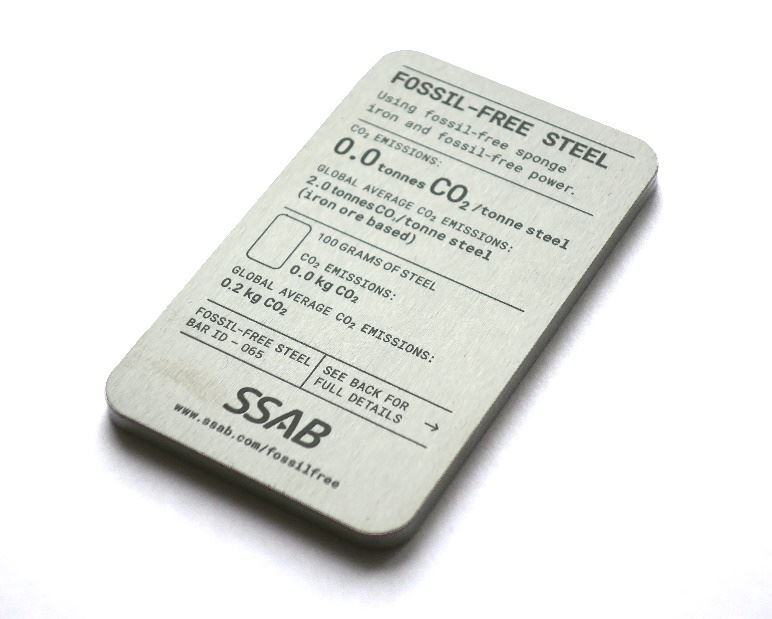 FOSSIL-FREE STEEL
Using fossil-free sponge
iron and fossil-free power.
CO₂ EMISSIONS:
0.0 tonnes CO₂/tonne steel
GLOBAL AVERAGE CO₂ EMISSIONS:
2.0 tonnes CO₂/tonne steel
(iron ore based)
100 GRAMS OF STEEL
CO₂ EMISSIONS:
0.0 kg CO₂
GLOBAL AVERAGE CO₂ EMISSIONS:
0.2 kg CO₂
FOSSIL-FREE STEEL
BAR ID – 065
SEE BACK FOR
FULL DETAILS →
SSAB
www.ssab.com/fossilfree